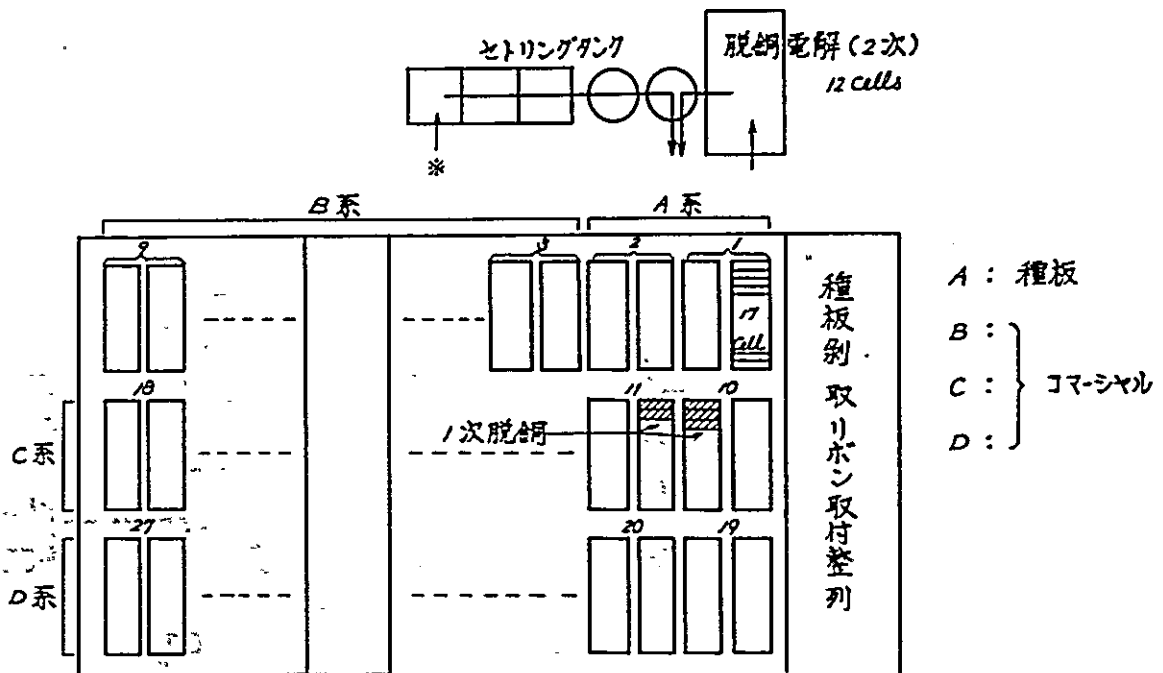 セトリングタンク
脱銅電解(2次)
12 cells
※
B系
A系
9
3
2
1
17
cell
種板剥取リボン取付整列
A : 種板
B :
C :
D :
コマーシャル
18
11
10
1次脱銅
C系
27
20
19
D系